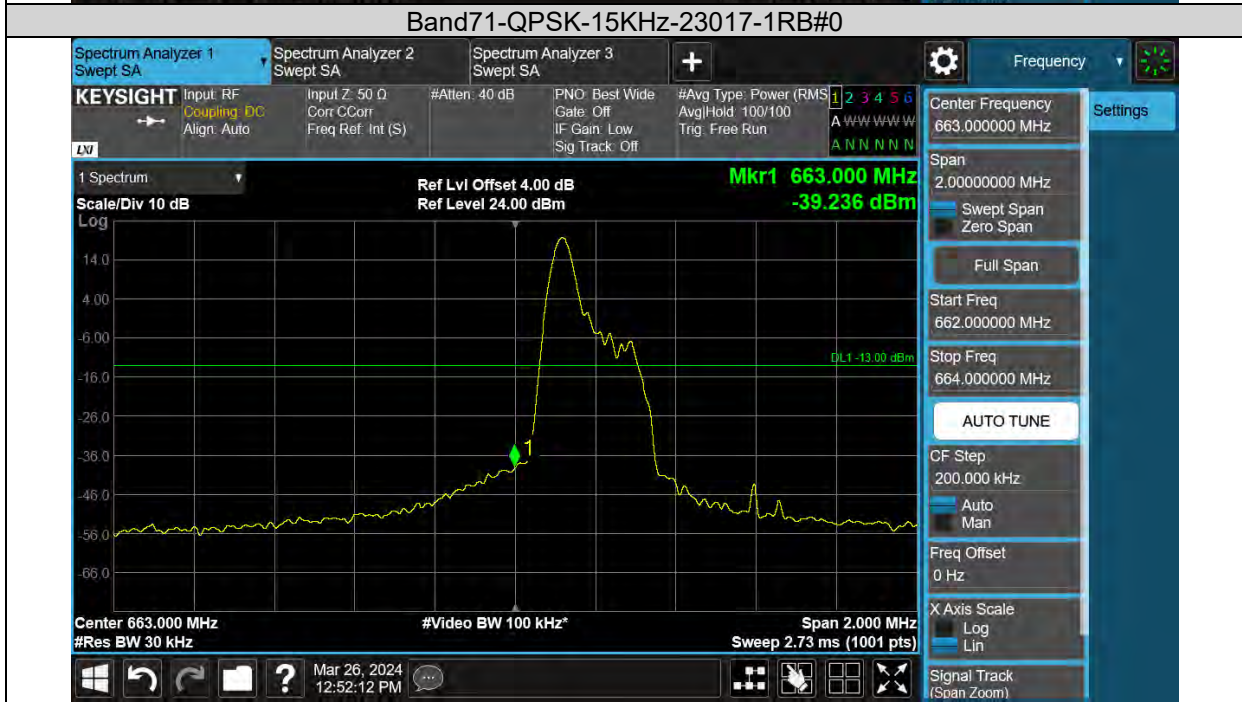 Band71-QPSK-15KHz-23017-1RB#0
Spectrum Analyzer 1
Swept SA
Spectrum Analyzer 2
Swept SA
Spectrum Analyzer 3
Swept SA
+
Frequency
KEYSIGHT
LXI
Input: RF
Coupling: DC
Align: Auto
Input Z: 50 Ω
Corr CCorr
Freq Ref: Int (S)
#Atten: 40 dB
PNO: Best Wide
Gate: Off
IF Gain: Low
Sig Track: Off
#Avg Type: Power (RMS
Avg|Hold: 100/100
Trig: Free Run
1 2 3 4 5 6
A W W W W W
A N N N N N
1 Spectrum
Scale/Div 10 dB
Log
Ref Lvl Offset 4.00 dB
Ref Level 24.00 dBm
Mkr1 663.000 MHz
-39.236 dBm
14.0
4.00
-6.00
-16.0
-26.0
-36.0
-46.0
-56.0
-66.0
DL1 -13.00 dBm
1
Center 663.000 MHz
#Res BW 30 kHz
#Video BW 100 kHz*
Span 2.000 MHz
Sweep 2.73 ms (1001 pts)
Center Frequency
663.000000 MHz
Settings
Span
2.00000000 MHz
Swept Span
Zero Span
Full Span
Start Freq
662.000000 MHz
Stop Freq
664.000000 MHz
AUTO TUNE
CF Step
200.000 kHz
Auto
Man
Freq Offset
0 Hz
X Axis Scale
Log
Lin
Signal Track
(Span Zoom)
?
Mar 26, 2024
12:52:12 PM